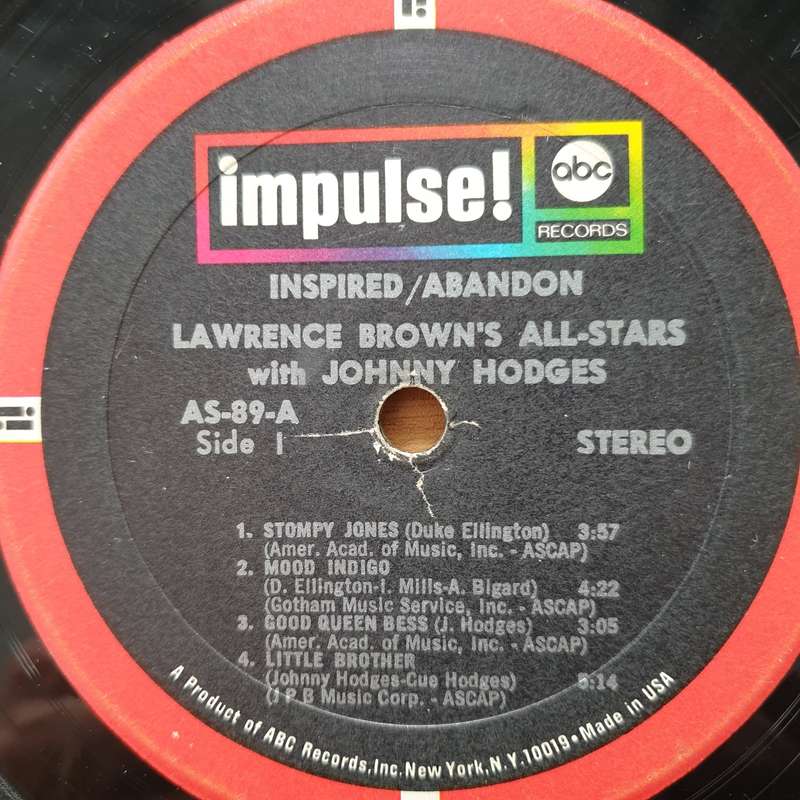 impulse!
abc
RECORDS
INSPIRED/ABANDON
LAWRENCE BROWN'S ALL-STARS
with JOHNNY HODGES
AS-89-A
Side 1
STEREO
1. STOMPY JONES (Duke Ellington) 3:57
(Amer. Acad. of Music, Inc. - ASCAP)
2. MOOD INDIGO
(D. Ellington-I. Mills-A. Bigard) 4:22
(Gotham Music Service, Inc. - ASCAP)
3. GOOD QUEEN BESS (J. Hodges) 3:05
(Amer. Acad. of Music, Inc. - ASCAP)
4. LITTLE BROTHER
(Johnny Hodges-Cue Hodges) 5:14
(J P B Music Corp. - ASCAP)
A Product of ABC Records, Inc. New York, N.Y. 10019 • Made in USA